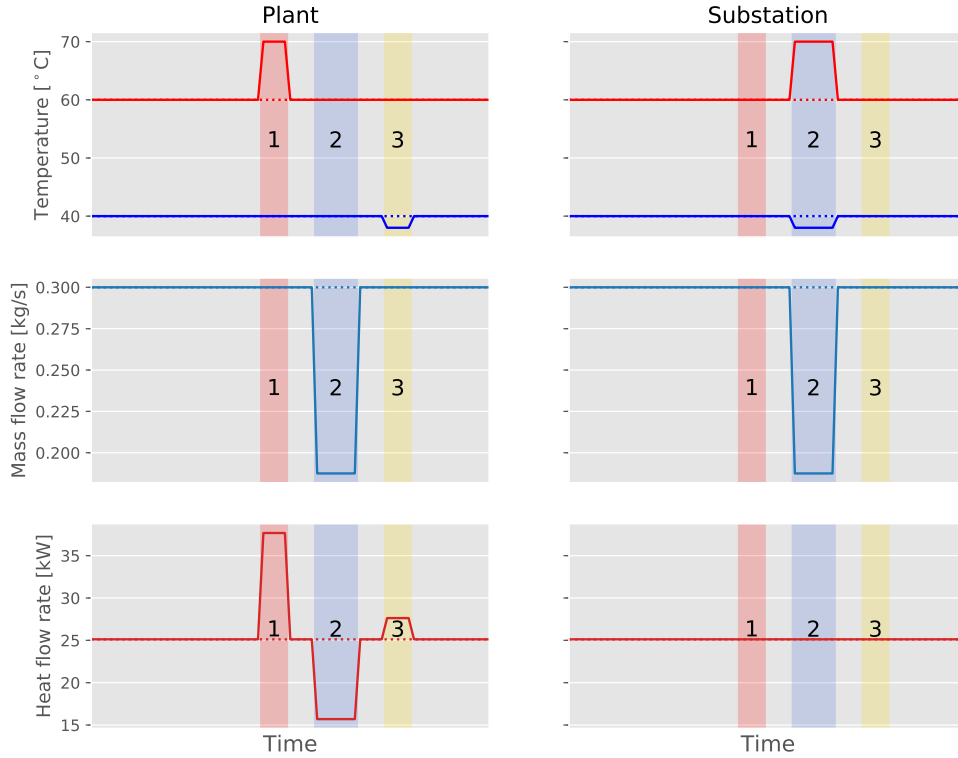 Plant
Substation
Temperature [ °C]
70
60
50
40
1 2 3
1 2 3
Mass flow rate [kg/s]
0.300
0.275
0.250
0.225
0.200
1 2 3
1 2 3
Heat flow rate [kW]
35
30
25
20
15
1 2 3
1 2 3
Time
Time